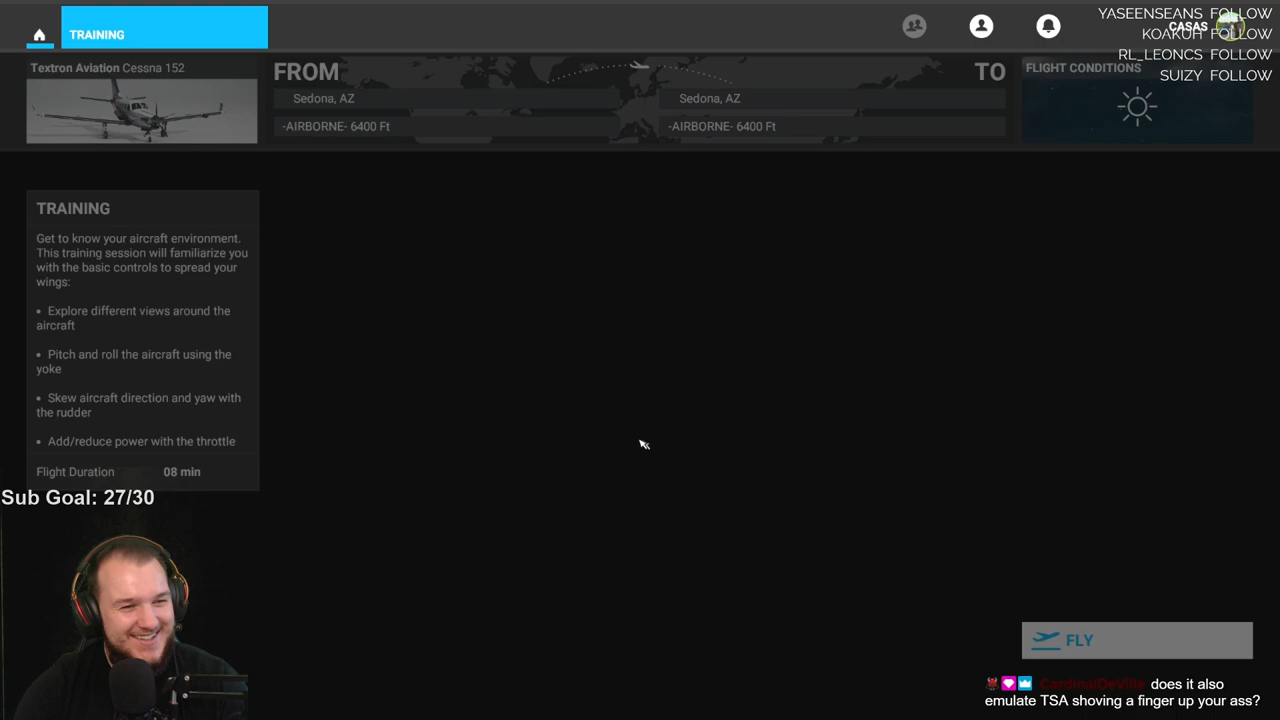 TRAINING
CASAS
YASEENSEANS FOLLOW
KOAKUH FOLLOW
RL_LEONCS FOLLOW
SUIZY FOLLOW
Textron Aviation Cessna 152
FROM
TO
FLIGHT CONDITIONS
Sedona, AZ
Sedona, AZ
-AIRBORNE- 6400 Ft
-AIRBORNE- 6400 Ft
TRAINING
Get to know your aircraft environment.
This training session will familiarize you
with the basic controls to spread your
wings:
• Explore different views around the
aircraft
• Pitch and roll the aircraft using the
yoke
• Skew aircraft direction and yaw with
the rudder
• Add/reduce power with the throttle
Flight Duration 08 min
Sub Goal: 27/30
FLY
CardinalDeVille does it also
emulate TSA shoving a finger up your ass?